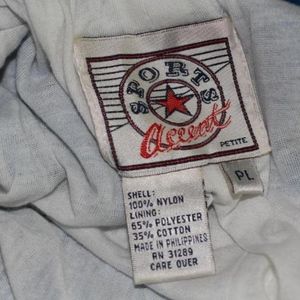 SPORTS
Accent
PETITE
PL
SHELL:
100% NYLON
LINING:
65% POLYESTER
35% COTTON
MADE IN PHILIPPINES
RN 31289
CARE OVER